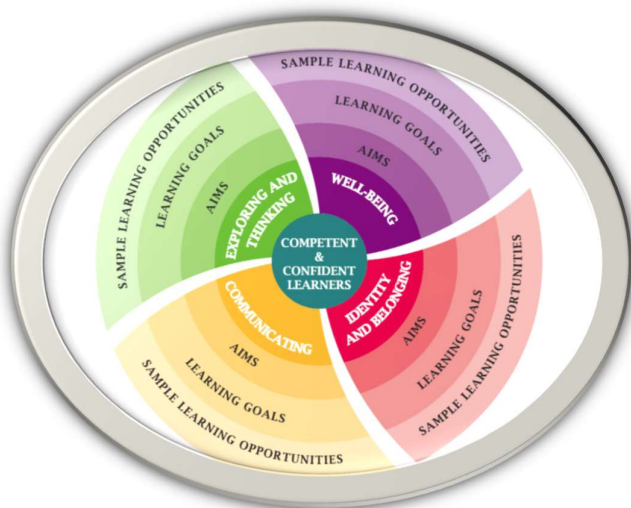 SAMPLE LEARNING OPPORTUNITIES
LEARNING GOALS
AIMS
EXPLORING AND
THINKING
SAMPLE LEARNING OPPORTUNITIES
LEARNING GOALS
AIMS
WELL-BEING
COMPETENT
&
CONFIDENT
LEARNERS
IDENTITY
AND BELONGING
AIMS
LEARNING GOALS
SAMPLE LEARNING OPPORTUNITIES
COMMUNICATING
AIMS
LEARNING GOALS
SAMPLE LEARNING OPPORTUNITIES